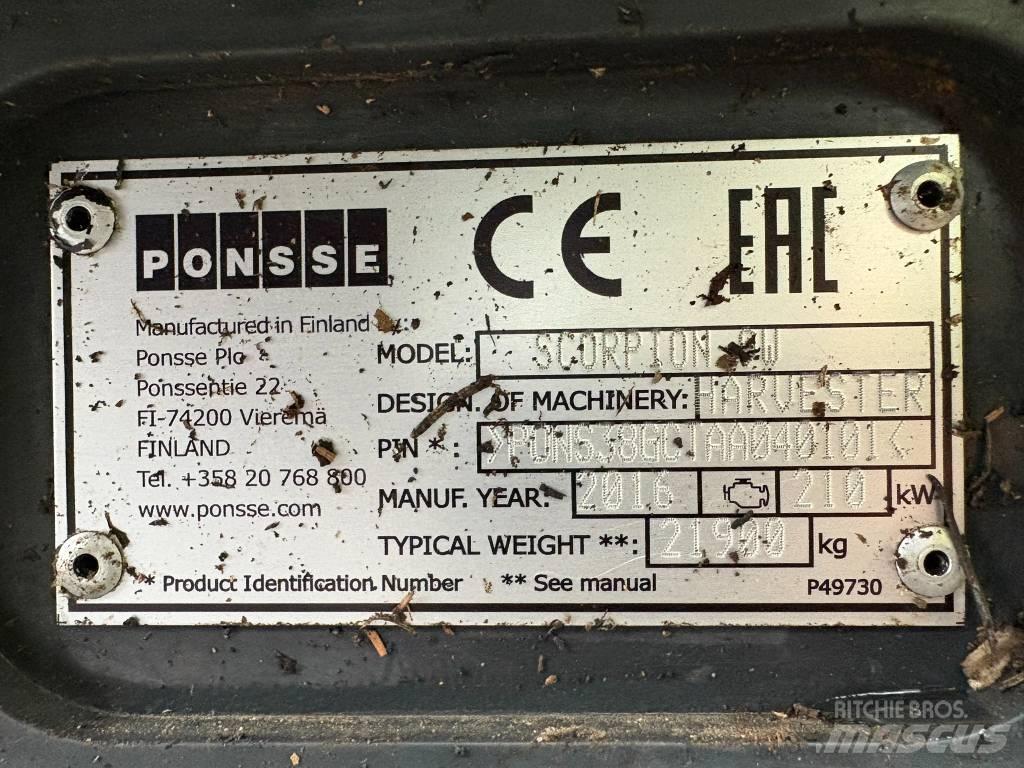 PONSSE CE EAC
Manufactured in Finland
Ponsse Plc
Ponssentie 22
FI-74200 Vieremä
FINLAND
Tel. +358 20 768 800
www.ponsse.com
MODEL: SCORPION
DESIGN. OF MACHINERY: HARVESTER
PIN * :
MANUF. YEAR: 2016 210 kW
TYPICAL WEIGHT **: 21900 kg
* Product Identification Number ** See manual P49730
RITCHIE BROS.
MASCUS